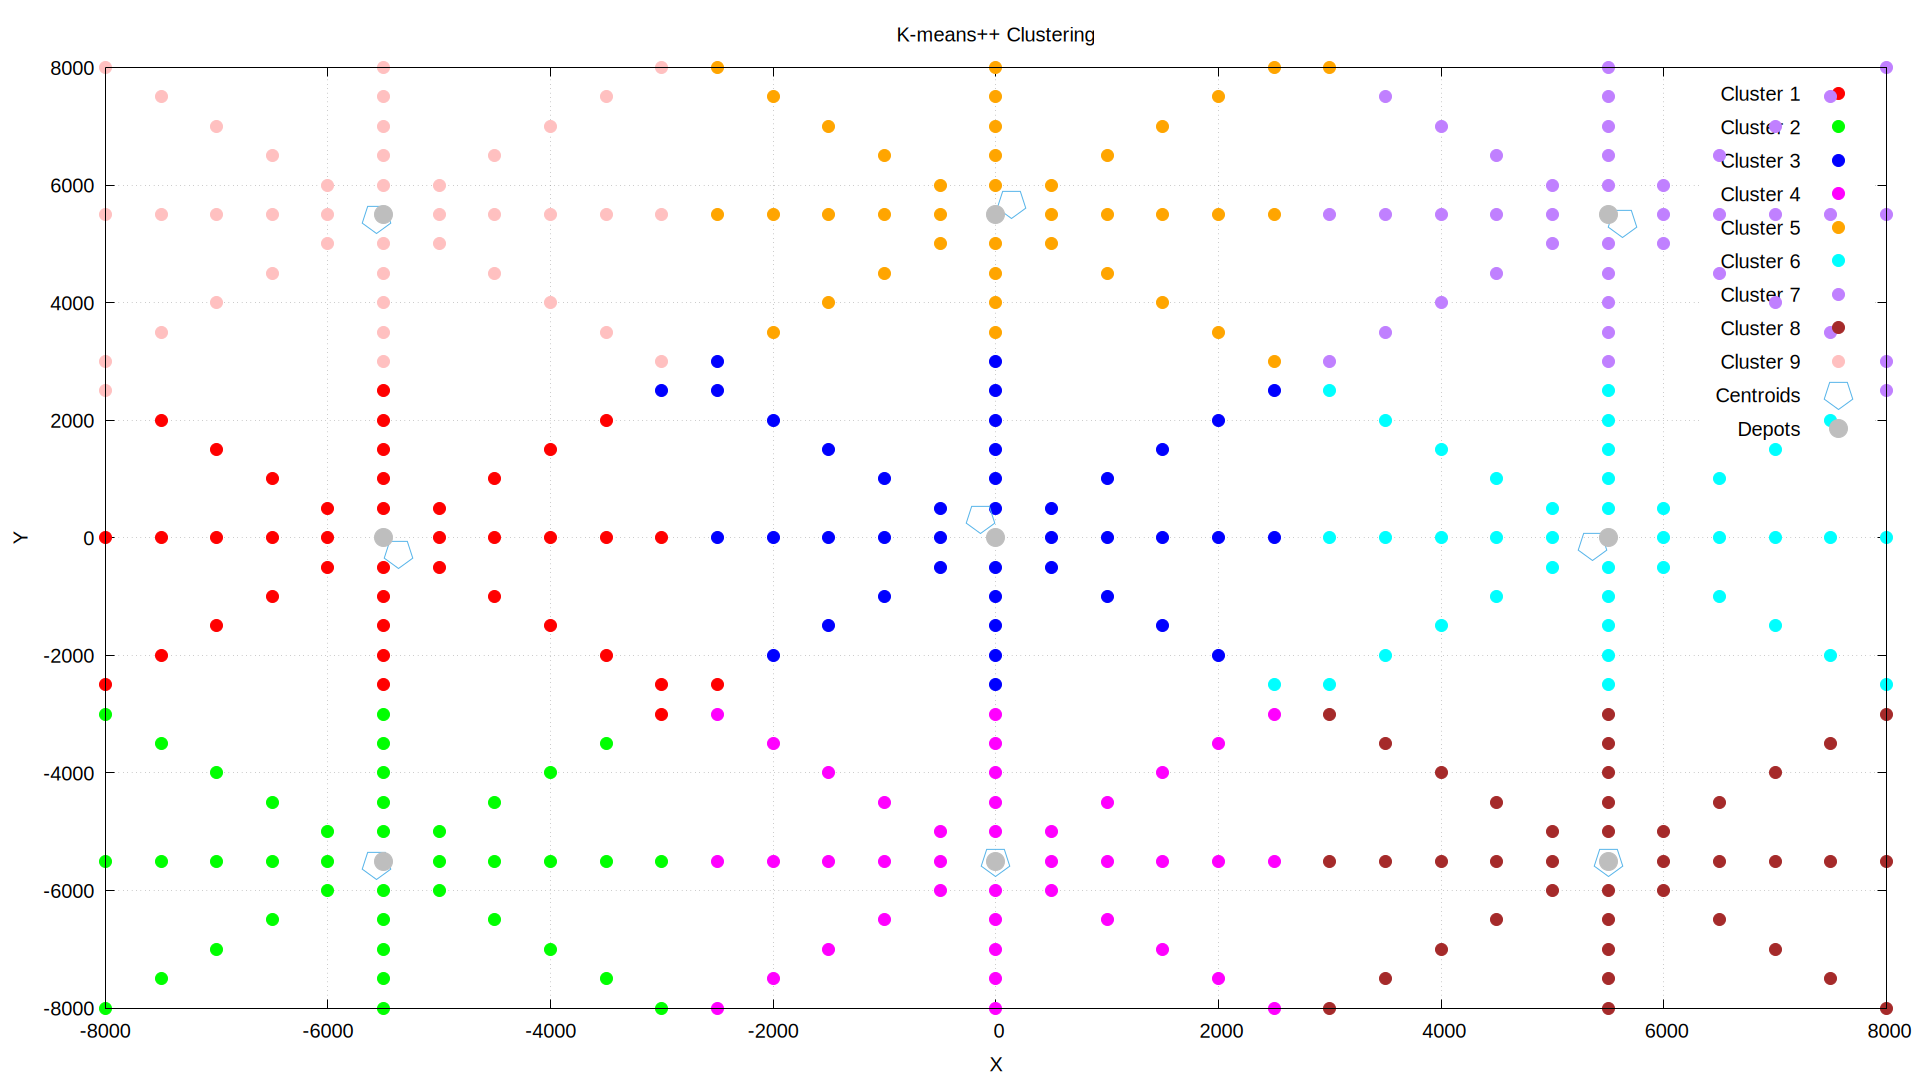 K-means++ Clustering
8000
6000
4000
2000
0
-2000
-4000
-6000
-8000
-8000 -6000 -4000 -2000 0 2000 4000 6000 8000
X
Y
Cluster 1
Cluster 2
Cluster 3
Cluster 4
Cluster 5
Cluster 6
Cluster 7
Cluster 8
Cluster 9
Centroids
Depots